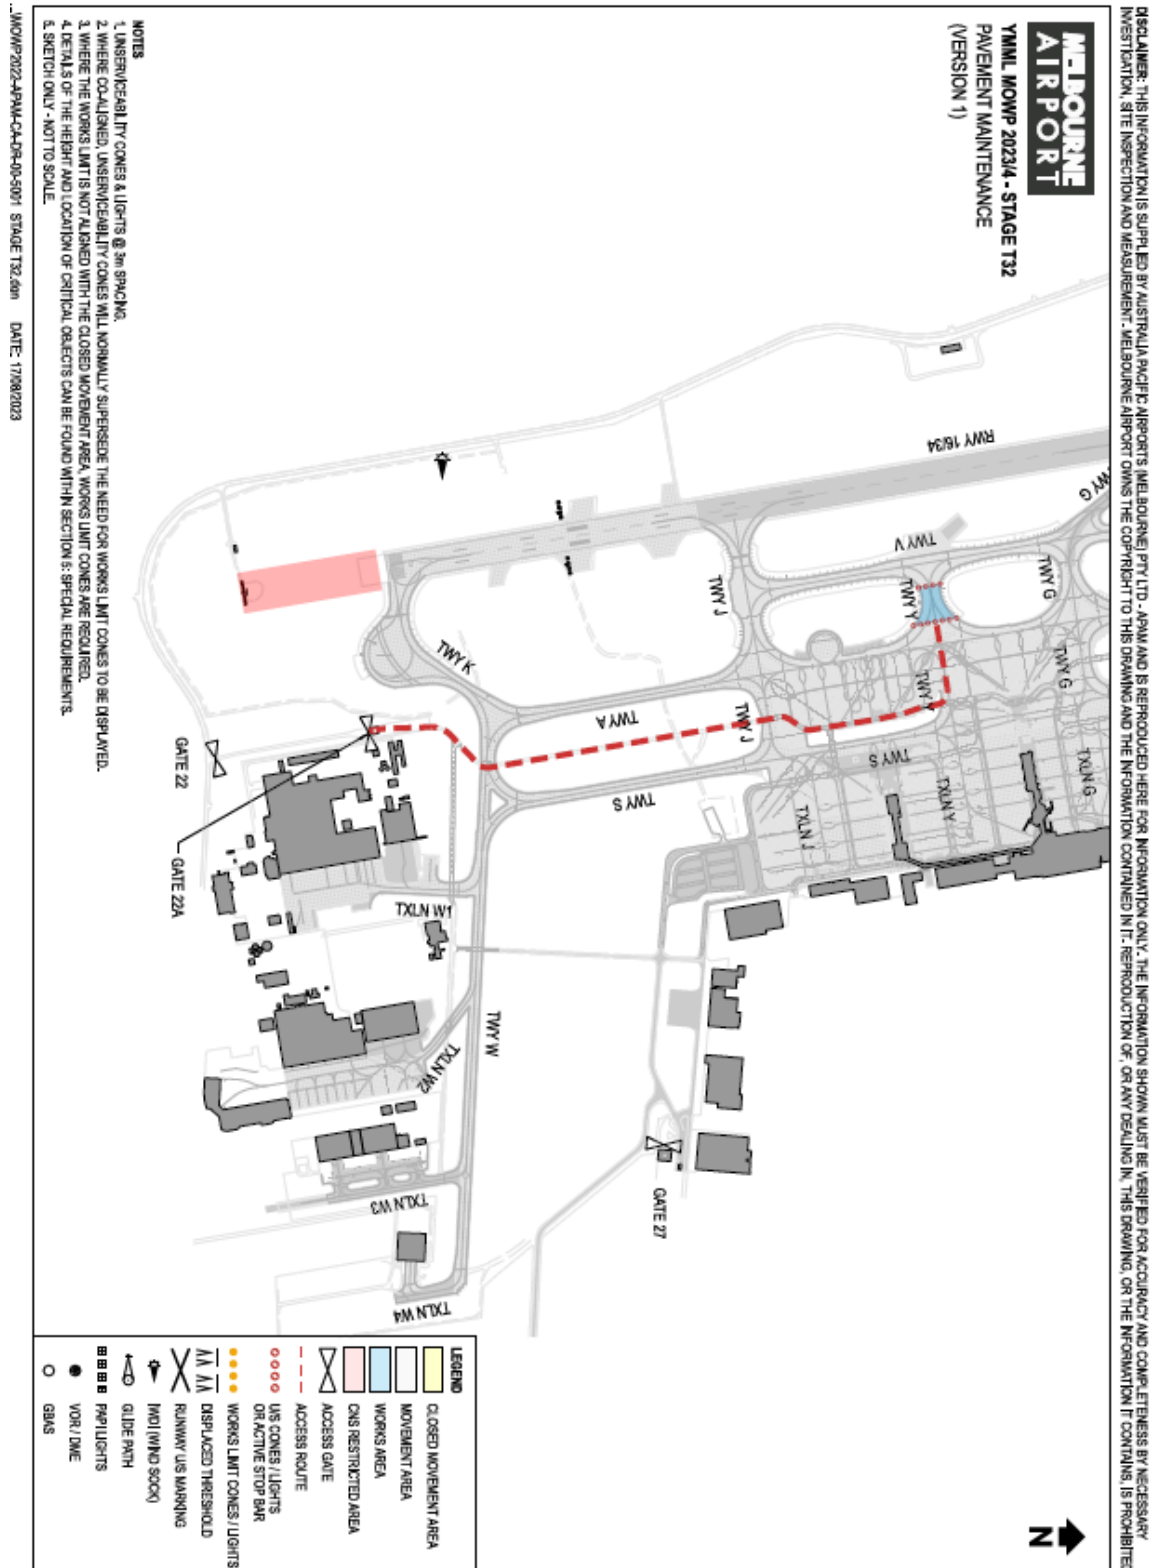 DISCLAIMER: THIS INFORMATION IS SUPPLIED BY AUSTRALIA PACIFIC AIRPORTS (MELBOURNE) PTY LTD - APAM AND IS REPRODUCED HERE FOR INFORMATION ONLY. THE INFORMATION SHOWN MUST BE VERIFIED FOR ACCURACY AND COMPLETENESS BY NECESSARY
INVESTIGATION, SITE INSPECTION AND MEASUREMENT. MELBOURNE AIRPORT OWNS THE COPYRIGHT TO THIS DRAWING AND THE INFORMATION CONTAINED IN IT. REPRODUCTION OF, OR ANY DEALING IN, THIS DRAWING, OR THE INFORMATION IT CONTAINS, IS PROHIBITED
MELBOURNE
AIRPORT
YMML MOWP 2023/4 - STAGE T32
PAVEMENT MAINTENANCE
(VERSION 1)
RWY 16/34
TWY G
TWY V
TWY G
TWY J
TWY Y
TWY G
TWY K
TWY Y
TWY A
TWY J
TWY S
TXLN G
TXLN Y
TWY S
TXLN J
GATE 22
GATE 22A
TXLN W1
TWY W
TXLN W2
GATE 27
TXLN W3
TXLN W4
N
NOTES
1. UNSERVICEABILITY CONES & LIGHTS @ 3m SPACING.
2. WHERE CO-ALIGNED, UNSERVICEABILITY CONES WILL NORMALLY SUPERSEDE THE NEED FOR WORKS LIMIT CONES TO BE DISPLAYED.
3. WHERE THE WORKS LIMIT IS NOT ALIGNED WITH THE CLOSED MOVEMENT AREA, WORKS LIMIT CONES ARE REQUIRED.
4. DETAILS OF THE HEIGHT AND LOCATION OF CRITICAL OBJECTS CAN BE FOUND WITHIN SECTION 5: SPECIAL REQUIREMENTS.
5. SKETCH ONLY - NOT TO SCALE.
LEGEND
CLOSED MOVEMENT AREA
MOVEMENT AREA
WORKS AREA
CNS RESTRICTED AREA
ACCESS GATE
ACCESS ROUTE
U/S CONES / LIGHTS
OR ACTIVE STOP BAR
WORKS LIMIT CONES / LIGHTS
DISPLACED THRESHOLD
RUNWAY U/S MARKING
IWDI (WIND SOCK)
GLIDE PATH
PAPI LIGHTS
VOR / DME
GBAS
...\MOWP2022-APAM-CA-DR-00-5001 STAGE T32.dgn DATE: 17/08/2023